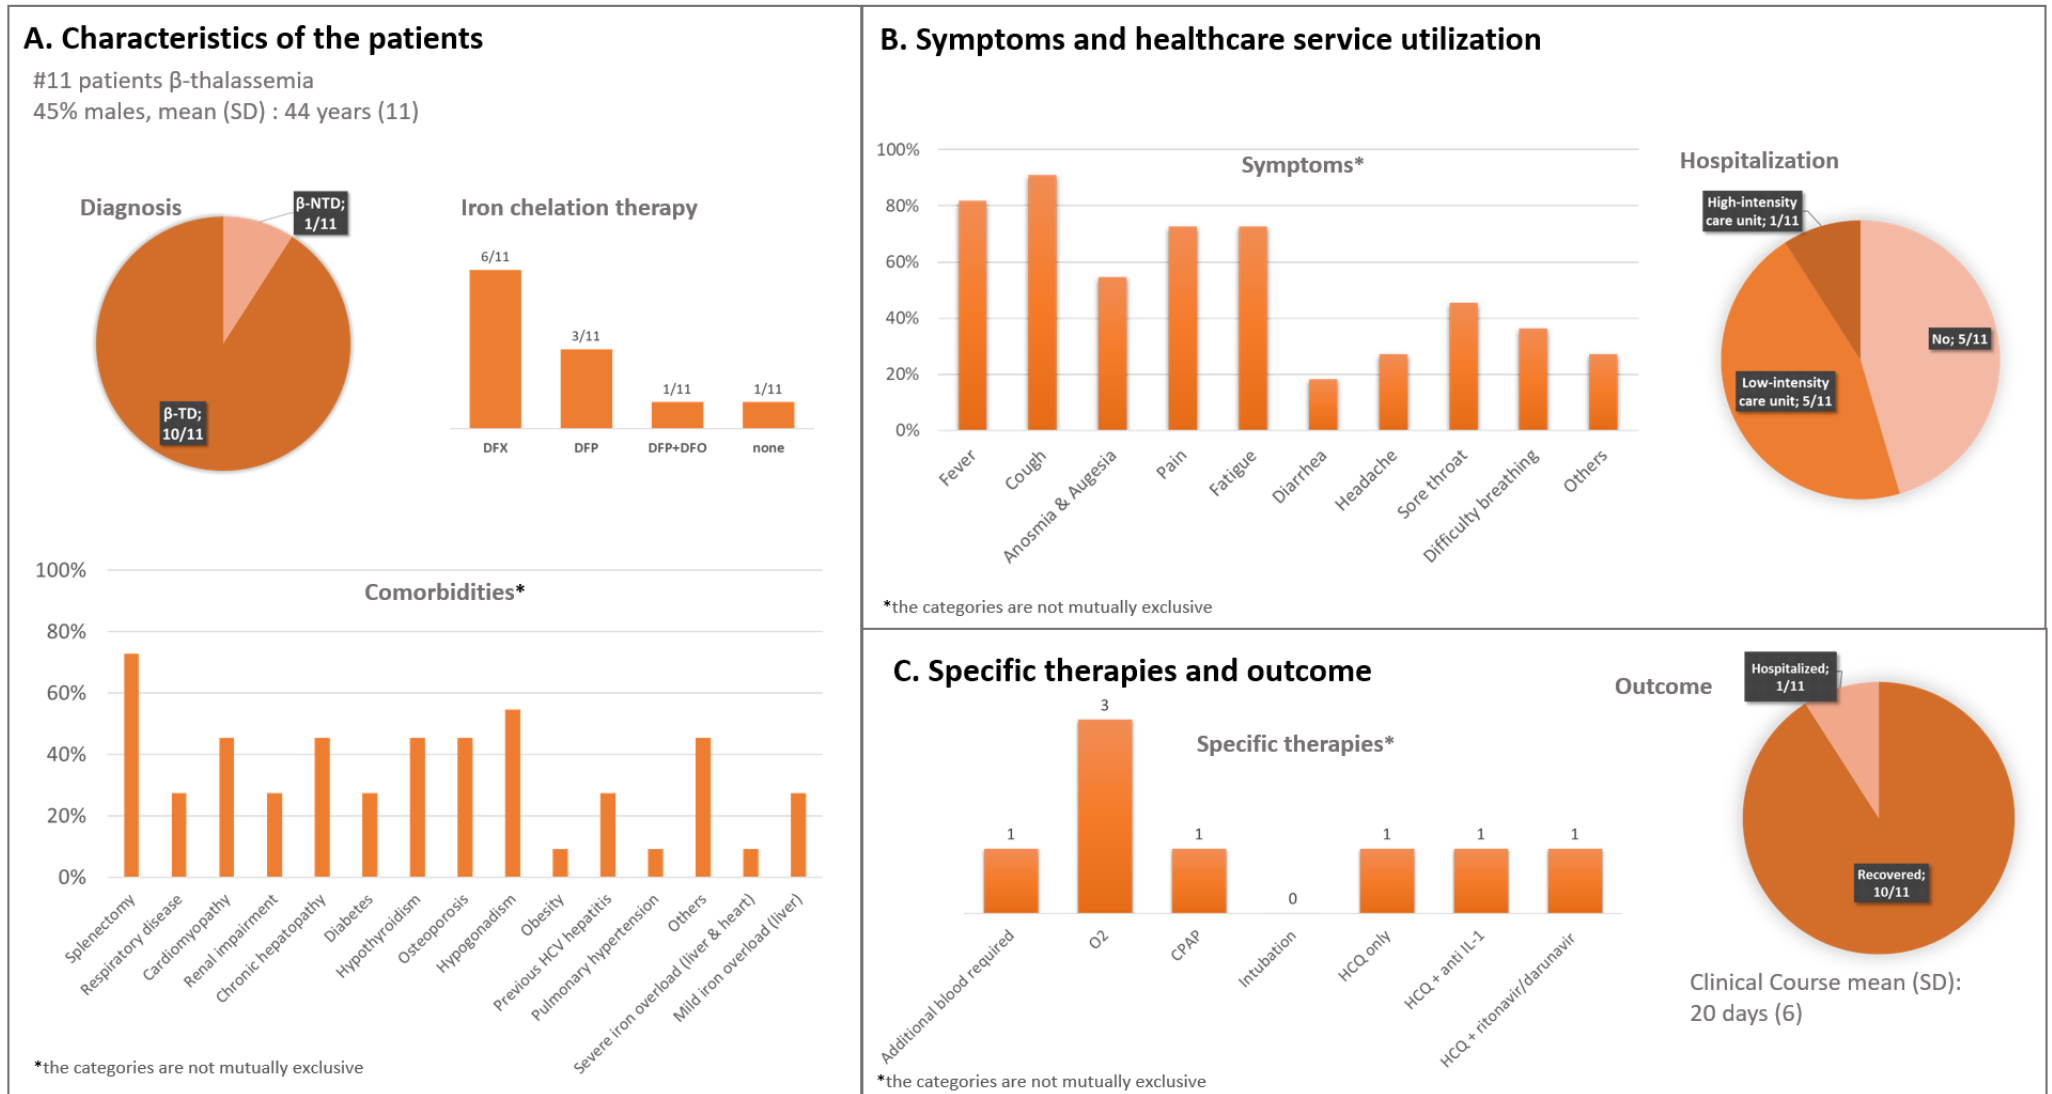 A. Characteristics of the patients
#11 patients β-thalassemia
45% males, mean (SD) : 44 years (11)
Diagnosis
β-NTD;
1/11
β-TD;
10/11
Iron chelation therapy
6/11
3/11
1/11
1/11
DFX
DFP
DFP+DFO
none
Comorbidities*
100%
80%
60%
40%
20%
0%
Splenectomy
Respiratory disease
Cardiomyopathy
Renal impairment
Chronic hepatopathy
Diabetes
Hypothyroidism
Osteoporosis
Hypogonadism
Obesity
Previous HCV hepatitis
Pulmonary hypertension
Others
Severe iron overload (liver & heart)
Mild iron overload (liver)
*the categories are not mutually exclusive
B. Symptoms and healthcare service utilization
Symptoms*
100%
80%
60%
40%
20%
0%
Fever
Cough
Anosmia & Augesia
Pain
Fatigue
Diarrhea
Headache
Sore throat
Difficulty breathing
Others
Hospitalization
High-intensity
care unit; 1/11
No; 5/11
Low-intensity
care unit; 5/11
*the categories are not mutually exclusive
C. Specific therapies and outcome
Specific therapies*
1
3
1
0
1
1
1
Additional blood required
O2
CPAP
Intubation
HCQ only
HCQ + anti IL-1
HCQ + ritonavir/darunavir
Outcome
Hospitalized;
1/11
Recovered;
10/11
Clinical Course mean (SD):
20 days (6)
*the categories are not mutually exclusive